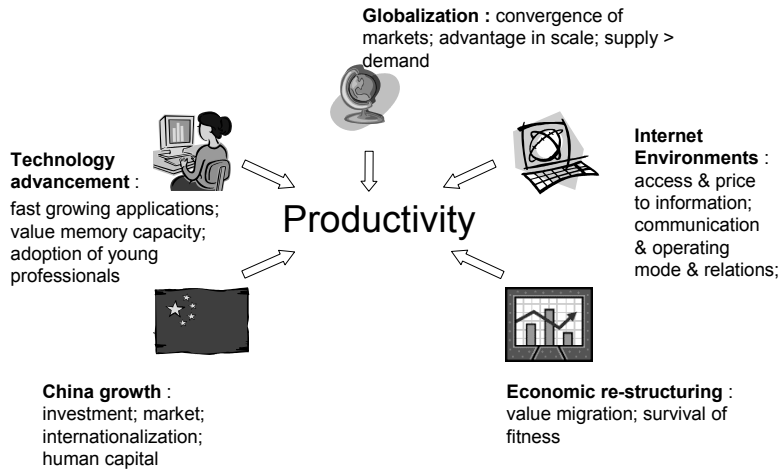 Globalization : convergence of
markets; advantage in scale; supply >
demand
Technology
advancement :
fast growing applications;
value memory capacity;
adoption of young
professionals
Internet
Environments :
access & price
to information;
communication
& operating
mode & relations;
Productivity
China growth :
investment; market;
internationalization;
human capital
Economic re-structuring :
value migration; survival of
fitness